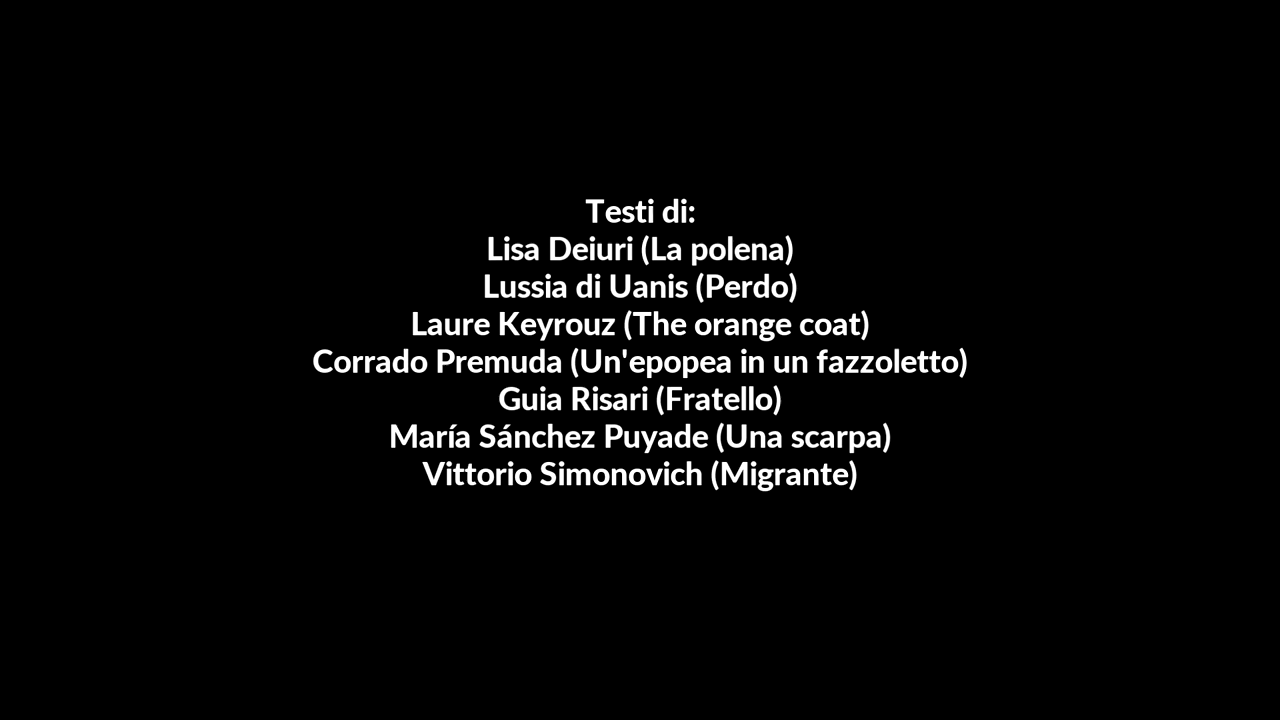 Testi di:
Lisa Deiuri (La polena)
Lussia di Uanis (Perdo)
Laure Keyrouz (The orange coat)
Corrado Premuda (Un'epopea in un fazzoletto)
Guia Risari (Fratello)
María Sánchez Puyade (Una scarpa)
Vittorio Simonovich (Migrante)